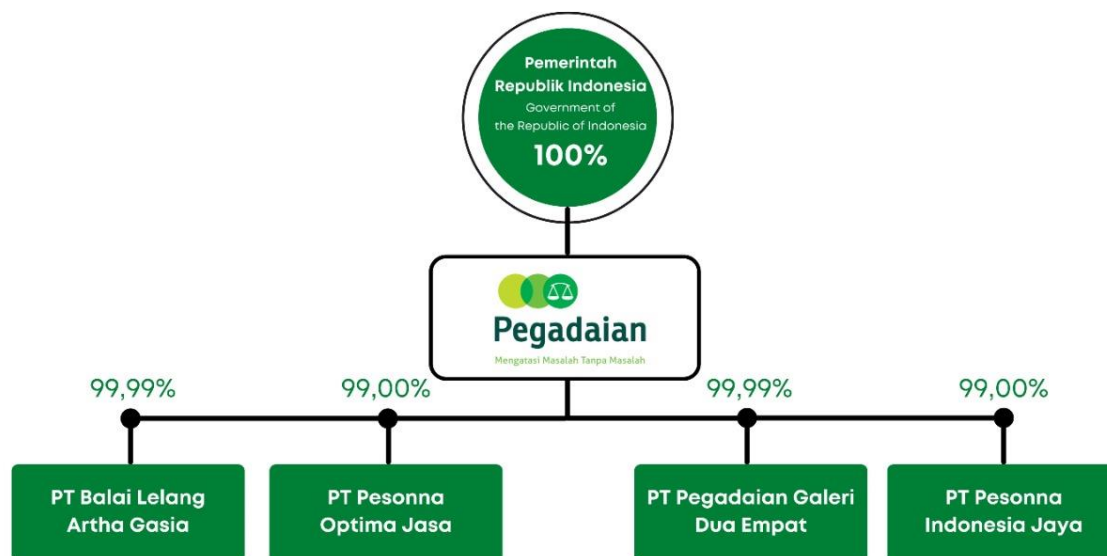 Pemerintah
Republik Indonesia
Government of
the Republic of Indonesia
100%
Pegadaian
Mengatasi Masalah Tanpa Masalah
99,99%
99,00%
99,99%
99,00%
PT Balai Lelang
Artha Gasia
PT Pesonna
Optima Jasa
PT Pegadaian Galeri
Dua Empat
PT Pesonna
Indonesia Jaya